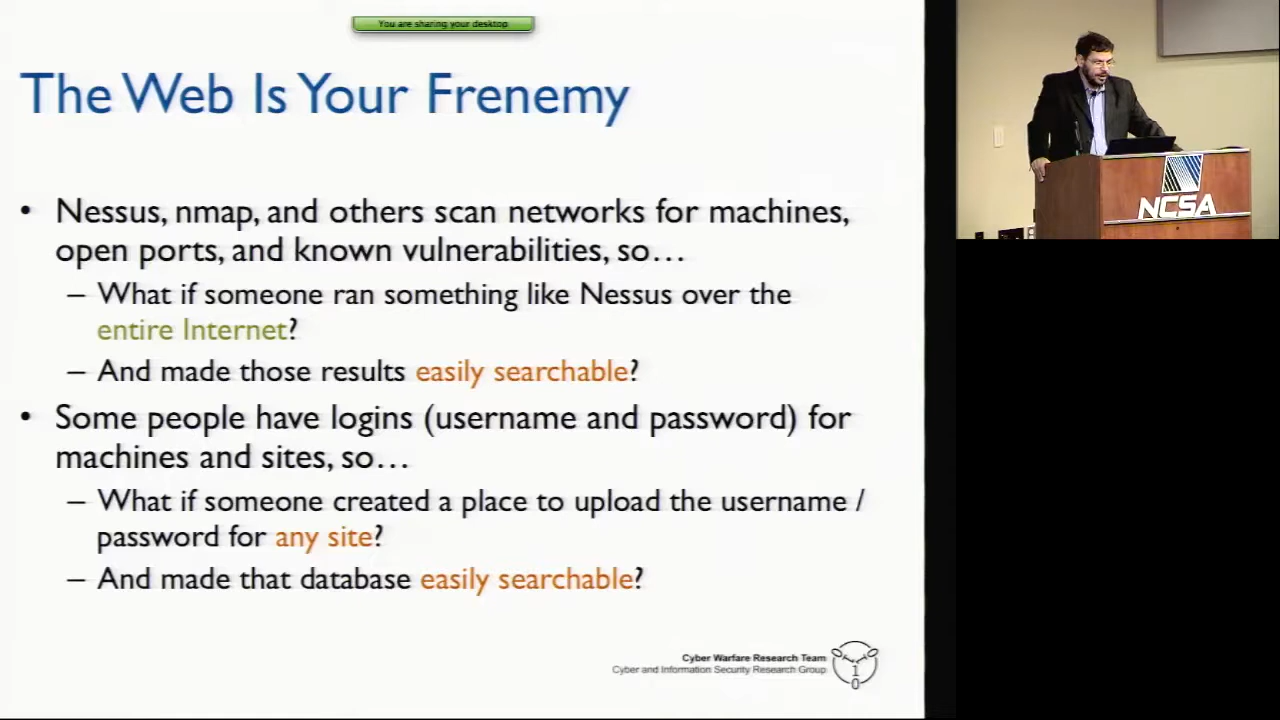 You are sharing your desktop
The Web Is Your Frenemy
• Nessus, nmap, and others scan networks for machines,
open ports, and known vulnerabilities, so…
– What if someone ran something like Nessus over the
entire Internet?
– And made those results easily searchable?
• Some people have logins (username and password) for
machines and sites, so…
– What if someone created a place to upload the username /
password for any site?
– And made that database easily searchable?
Cyber Warfare Research Team
Cyber and Information Security Research Group
1
0
NCSA